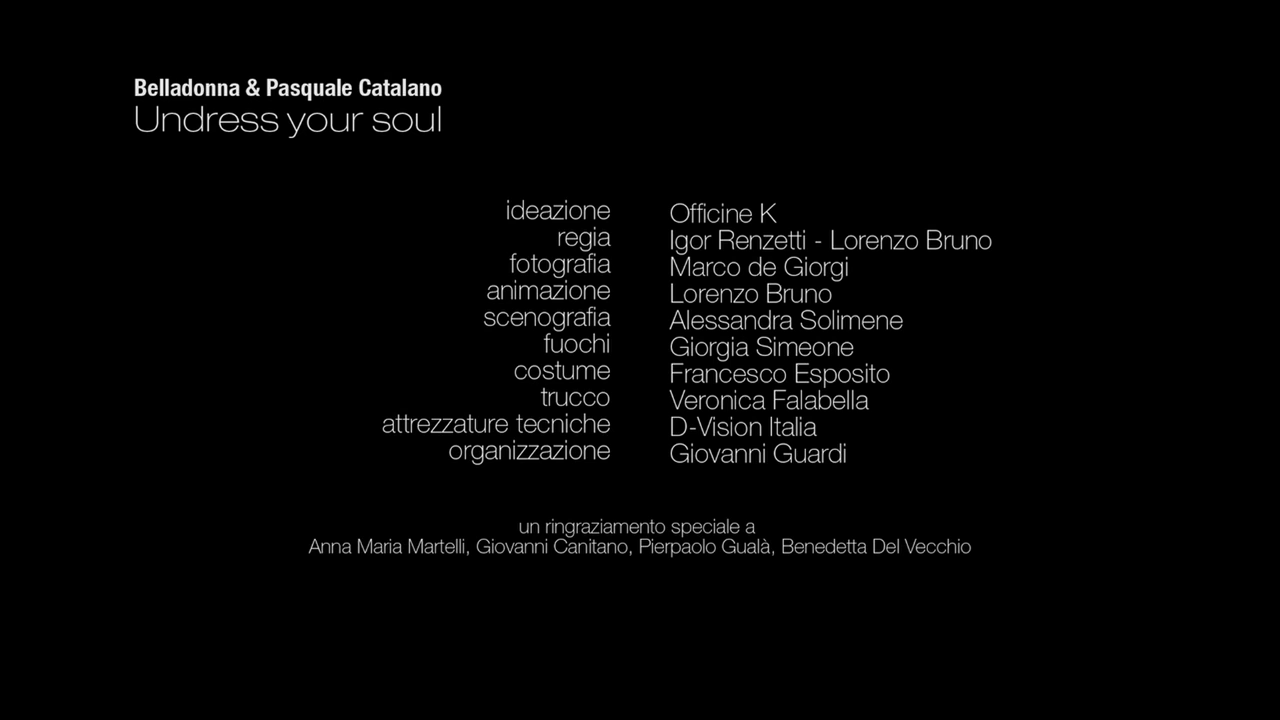 Belladonna & Pasquale Catalano
Undress your soul
ideazione Officine K
regia Igor Renzetti - Lorenzo Bruno
fotografia Marco de Giorgi
animazione Lorenzo Bruno
scenografia Alessandra Solimene
fuochi Giorgia Simeone
costume Francesco Esposito
trucco Veronica Falabella
attrezzature tecniche D-Vision Italia
organizzazione Giovanni Guardi
un ringraziamento speciale a
Anna Maria Martelli, Giovanni Canitano, Pierpaolo Gualà, Benedetta Del Vecchio